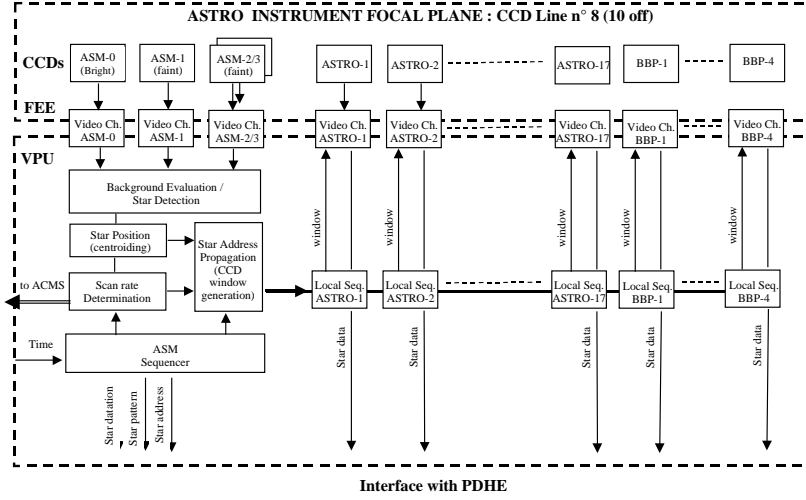 ASTRO INSTRUMENT FOCAL PLANE : CCD Line n° 8 (10 off)
CCDs
ASM-0
(Bright)
ASM-1
(faint)
ASM-2/3
(faint)
ASTRO-1
ASTRO-2
ASTRO-17
BBP-1
BBP-4
FEE
Video Ch.
ASM-0
Video Ch.
ASM-1
Video Ch.
ASM-2/3
Video Ch.
ASTRO-1
Video Ch.
ASTRO-2
Video Ch.
ASTRO-17
Video Ch.
BBP-1
Video Ch.
BBP-4
VPU
Background Evaluation /
Star Detection
Star Position
(centroiding)
Star Address
Propagation
(CCD
window
generation)
window
window
window
window
window
to ACMS
Scan rate
Determination
Local Seq.
ASTRO-1
Local Seq.
ASTRO-2
Local Seq.
ASTRO-17
Local Seq.
BBP-1
Local Seq.
BBP-4
Time
ASM
Sequencer
Star data
Star data
Star data
Star data
Star data
Star datation
Star pattern
Star address
Interface with PDHE